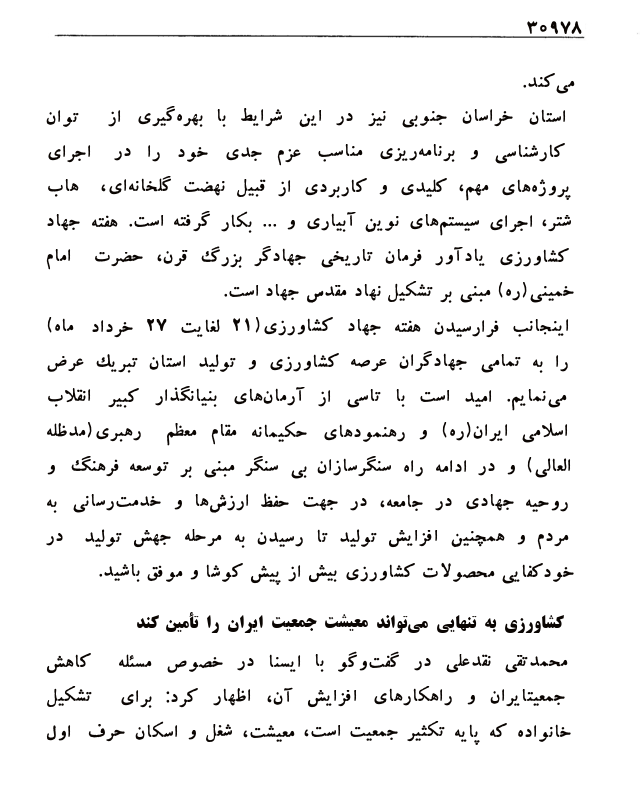 ۳۰۹۷۸
می‌کند.
استان خراسان جنوبی نیز در این شرایط با بهره‌گیری از توان
کارشناسی و برنامه‌ریزی مناسب عزم جدی خود را در اجرای
پروژه‌های مهم، کلیدی و کاربردی از قبیل نهضت گلخانه‌ای، هاب
شتر، اجرای سیستم‌های نوین آبیاری و ... بکار گرفته است. هفته جهاد
کشاورزی یادآور فرمان تاریخی جهادگر بزرگ قرن، حضرت امام
خمینی(ره) مبنی بر تشکیل نهاد مقدس جهاد است.
اینجانب فرارسیدن هفته جهاد کشاورزی(۲۱ لغایت ۲۷ خرداد ماه)
را به تمامی جهادگران عرصه کشاورزی و تولید استان تبریک عرض
می‌نمایم. امید است با تاسی از آرمان‌های بنیانگذار کبیر انقلاب
اسلامی ایران(ره) و رهنمودهای حکیمانه مقام معظم رهبری(مدظله
العالی) و در ادامه راه سنگرسازان بی سنگر مبنی بر توسعه فرهنگ و
روحیه جهادی در جامعه، در جهت حفظ ارزش‌ها و خدمت‌رسانی به
مردم و همچنین افزایش تولید تا رسیدن به مرحله جهش تولید در
خودکفایی محصولات کشاورزی بیش از پیش کوشا و موفق باشید.
کشاورزی به تنهایی می‌تواند معیشت جمعیت ایران را تأمین کند
محمدتقی نقدعلی در گفت‌وگو با ایسنا در خصوص مسئله کاهش
جمعیتایران و راهکارهای افزایش آن، اظهار کرد: برای تشکیل
خانواده که پایه تکثیر جمعیت است، معیشت، شغل و اسکان حرف اول